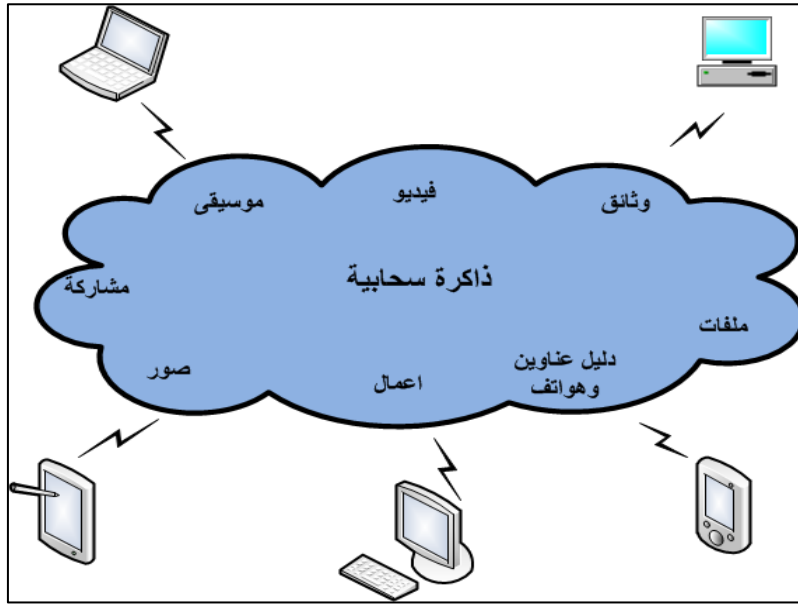 وثائق
فيديو
موسيقى
ذاكرة سحابية
مشاركة
ملفات
دليل عناوين
وهواتف
اعمال
صور